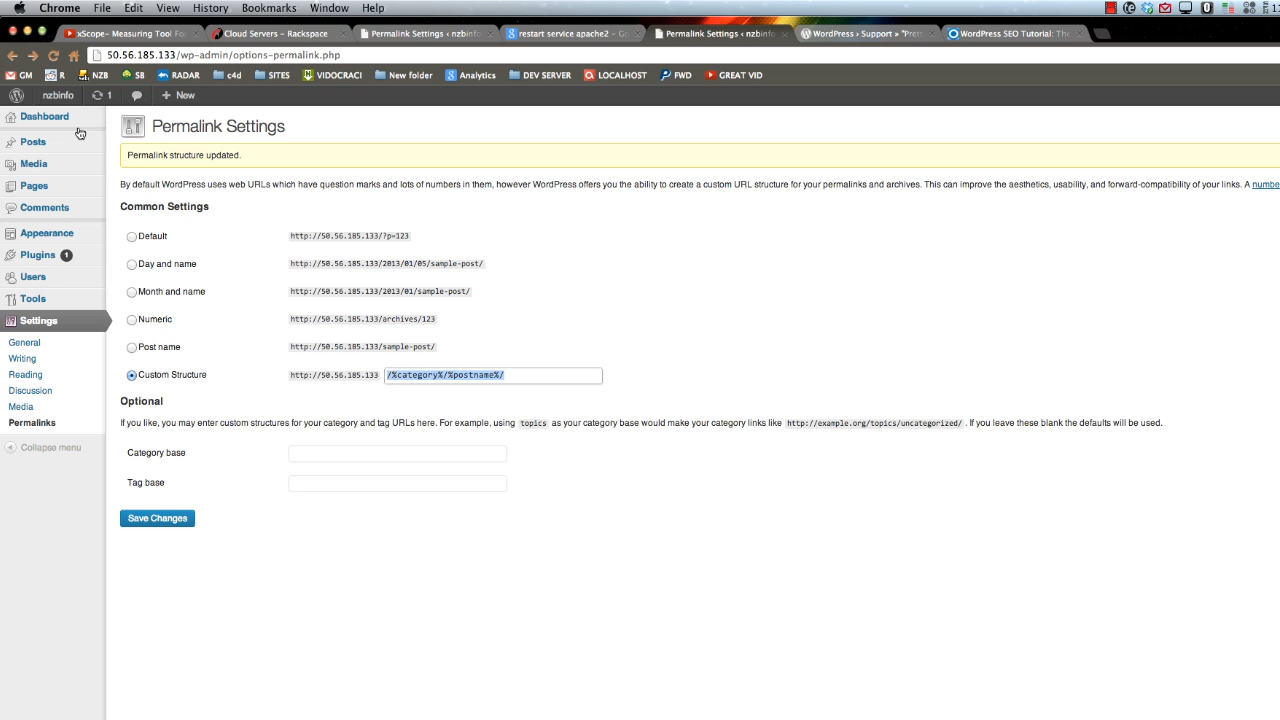 Chrome File Edit View History Bookmarks Window Help
xScope– Measuring Tool Fo Cloud Servers – Rackspace Permalink Settings ‹ nzbinfo restart service apache2 – Go Permalink Settings ‹ nzbinfo WordPress › Support » "Pret WordPress SEO Tutorial: The
50.56.185.133/wp-admin/options-permalink.php
GM R NZB SB RADAR c4d SITES VIDOCRACI New folder Analytics DEV SERVER LOCALHOST FWD GREAT VID
nzbinfo 1 + New
Dashboard
Posts
Media
Pages
Comments
Appearance
Plugins 1
Users
Tools
Settings
General
Writing
Reading
Discussion
Media
Permalinks
Collapse menu
Permalink Settings
Permalink structure updated.
By default WordPress uses web URLs which have question marks and lots of numbers in them, however WordPress offers you the ability to create a custom URL structure for your permalinks and archives. This can improve the aesthetics, usability, and forward-compatibility of your links. A numbe
Common Settings
Default http://50.56.185.133/?p=123
Day and name http://50.56.185.133/2013/01/05/sample-post/
Month and name http://50.56.185.133/2013/01/sample-post/
Numeric http://50.56.185.133/archives/123
Post name http://50.56.185.133/sample-post/
Custom Structure http://50.56.185.133 /%category%/%postname%/
Optional
If you like, you may enter custom structures for your category and tag URLs here. For example, using topics as your category base would make your category links like http://example.org/topics/uncategorized/ . If you leave these blank the defaults will be used.
Category base
Tag base
Save Changes